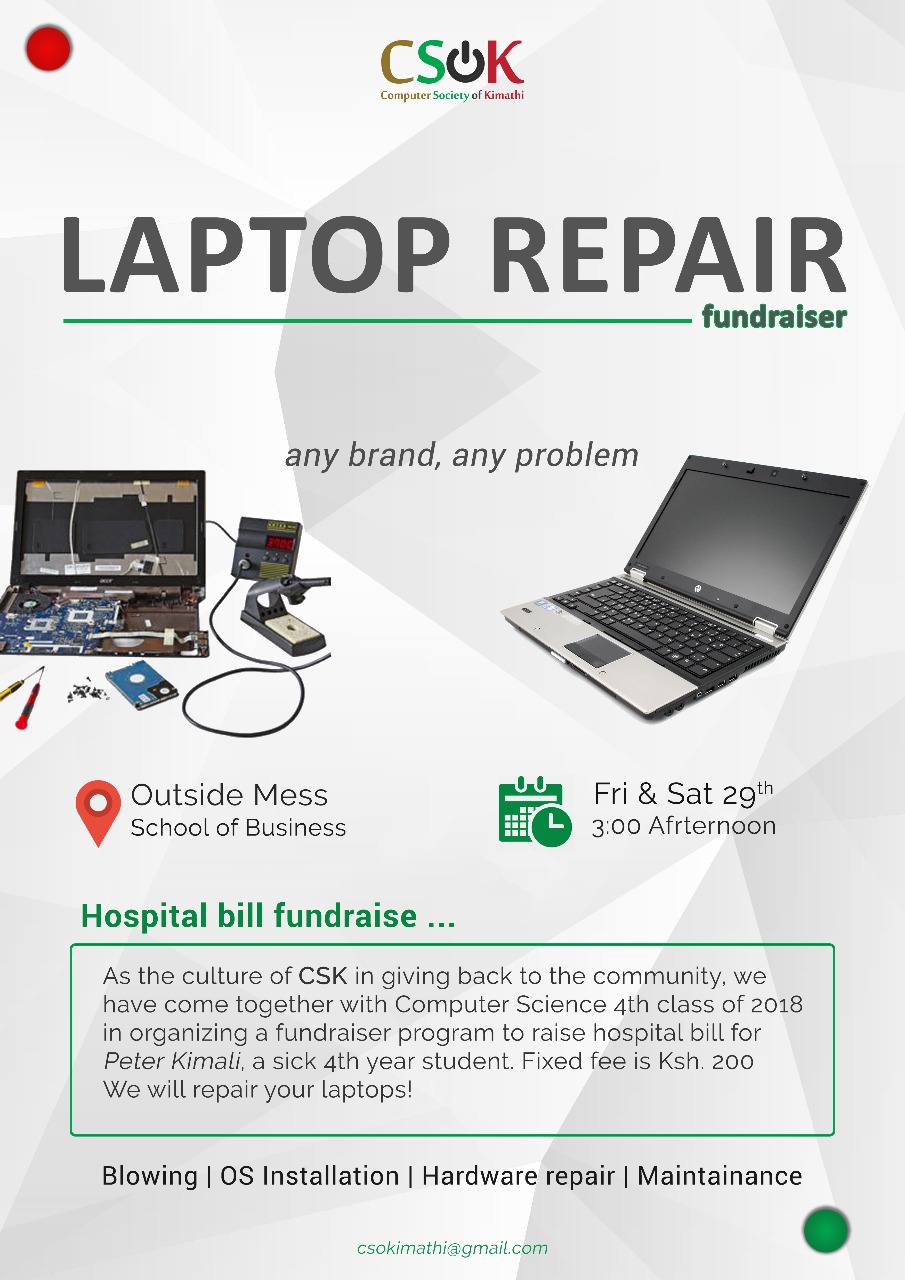 CSOK
Computer Society of Kimathi
LAPTOP REPAIR
fundraiser
any brand, any problem
acer
hp
Outside Mess
School of Business
Fri & Sat 29th
3:00 Afrternoon
Hospital bill fundraise ...
As the culture of CSK in giving back to the community, we
have come together with Computer Science 4th class of 2018
in organizing a fundraiser program to raise hospital bill for
Peter Kimali, a sick 4th year student. Fixed fee is Ksh. 200
We will repair your laptops!
Blowing | OS Installation | Hardware repair | Maintainance
csokimathi@gmail.com